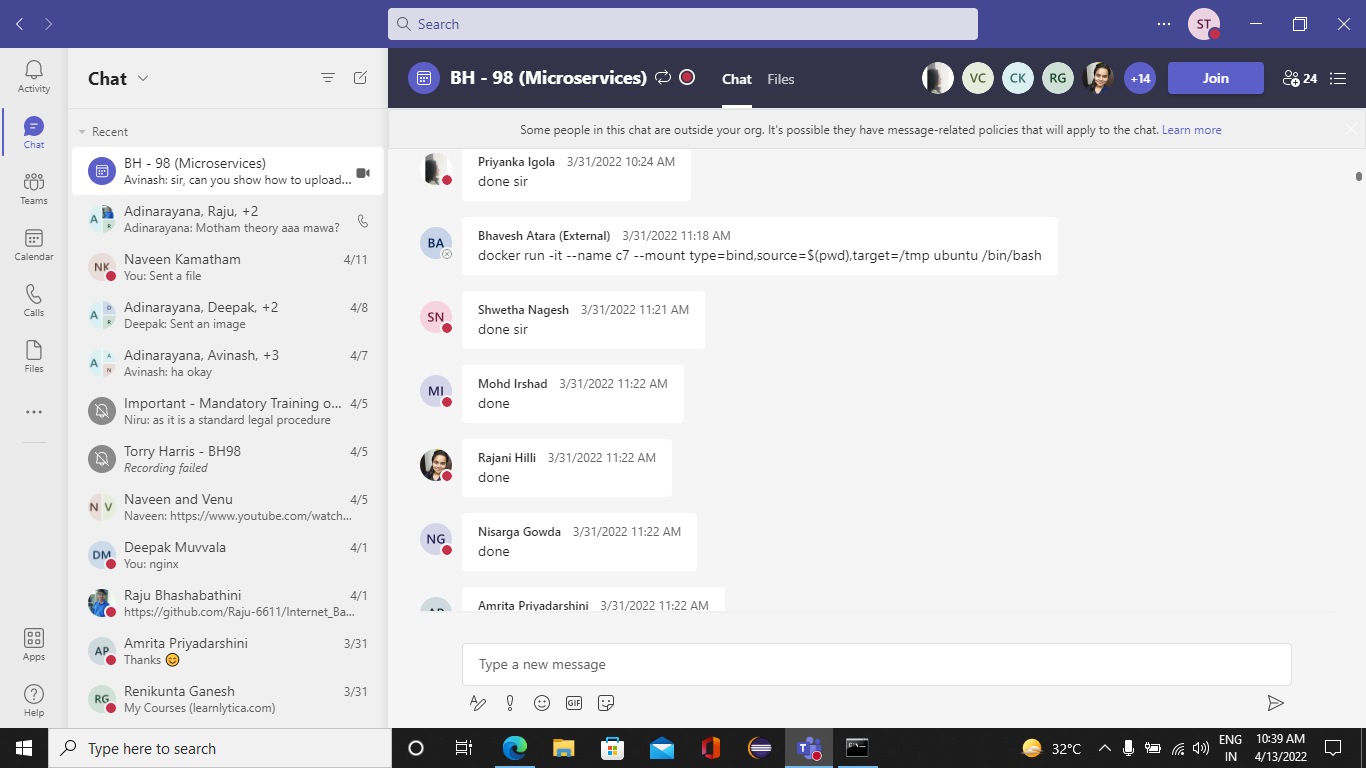 Search
ST
Activity
Chat
Teams
Calendar
Calls
Files
Apps
Help
Chat
Recent
BH - 98 (Microservices)
Avinash: sir, can you show how to upload...
A R
Adinarayana, Raju, +2
Adinarayana: Motham theory aaa mawa?
NK
Naveen Kamatham 4/11
You: Sent a file
A D R
Adinarayana, Deepak, +2 4/8
Deepak: Sent an image
A A N
Adinarayana, Avinash, +3 4/7
Avinash: ha okay
Important - Mandatory Training o... 4/5
Niru: as it is a standard legal procedure
Torry Harris - BH98 4/5
Recording failed
N V
Naveen and Venu 4/5
Naveen: https://www.youtube.com/watch...
DM
Deepak Muvvala 4/1
You: nginx
Raju Bhashabathini 4/1
https://github.com/Raju-6611/Internet_Ba...
AP
Amrita Priyadarshini 3/31
Thanks 😊
RG
Renikunta Ganesh 3/31
My Courses (learnlytica.com)
BH - 98 (Microservices) Chat Files VC CK RG +14 Join 24
Some people in this chat are outside your org. It's possible they have message-related policies that will apply to the chat. Learn more
Priyanka Igola 3/31/2022 10:24 AM
done sir
BA
Bhavesh Atara (External) 3/31/2022 11:18 AM
docker run -it --name c7 --mount type=bind,source=$(pwd),target=/tmp ubuntu /bin/bash
SN
Shwetha Nagesh 3/31/2022 11:21 AM
done sir
MI
Mohd Irshad 3/31/2022 11:22 AM
done
Rajani Hilli 3/31/2022 11:22 AM
done
NG
Nisarga Gowda 3/31/2022 11:22 AM
done
AP
Amrita Priyadarshini 3/31/2022 11:22 AM
Type a new message
GIF
Type here to search
32°C
ENG
IN
10:39 AM
4/13/2022